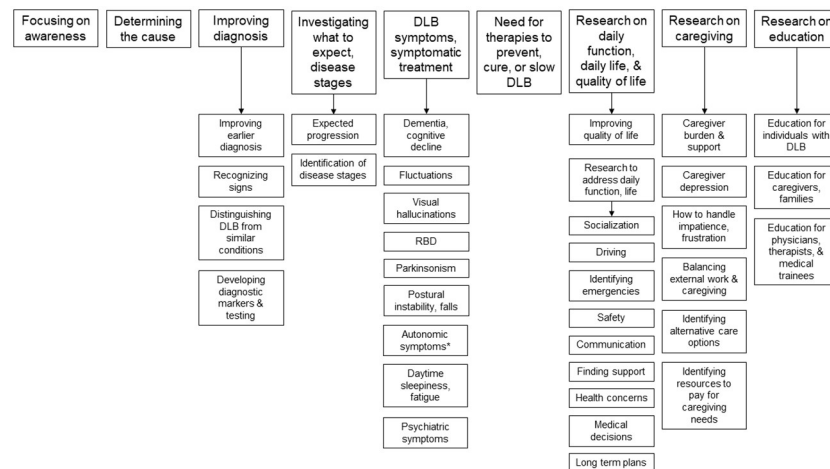 Focusing on
awareness
Determining
the cause
Improving
diagnosis
Investigating
what to
expect,
disease
stages
DLB
symptoms,
symptomatic
treatment
Need for
therapies to
prevent,
cure, or slow
DLB
Research on
daily
function,
daily life, &
quality of life
Research on
caregiving
Research on
education
Improving
earlier
diagnosis
Recognizing
signs
Distinguishing
DLB from
similar
conditions
Developing
diagnostic
markers &
testing
Expected
progression
Identification of
disease stages
Dementia,
cognitive
decline
Fluctuations
Visual
hallucinations
RBD
Parkinsonism
Postural
instability, falls
Autonomic
symptoms*
Daytime
sleepiness,
fatigue
Psychiatric
symptoms
Improving
quality of life
Research to
address daily
function, life
Socialization
Driving
Identifying
emergencies
Safety
Communication
Finding support
Health concerns
Medical
decisions
Long term plans
Caregiver
burden &
support
Caregiver
depression
How to handle
impatience,
frustration
Balancing
external work &
caregiving
Identifying
alternative care
options
Identifying
resources to
pay for
caregiving
needs
Education for
individuals with
DLB
Education for
caregivers,
families
Education for
physicians,
therapists, &
medical
trainees